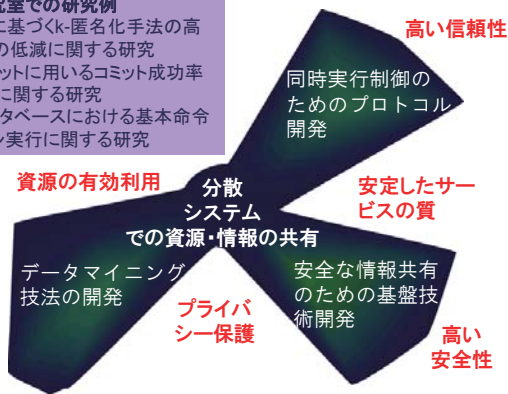 究室での研究例
に基づくk-匿名化手法の高
の低減に関する研究
ットに用いるコミット成功率
に関する研究
タベースにおける基本命令
ン実行に関する研究
高い信頼性
同時実行制御の
ためのプロトコル
開発
資源の有効利用
分散
システム
での資源・情報の共有
安定したサー
ビスの質
データマイニング
技法の開発
プライバ
シー保護
安全な情報共有
のための基盤技
術開発
高い
安全性